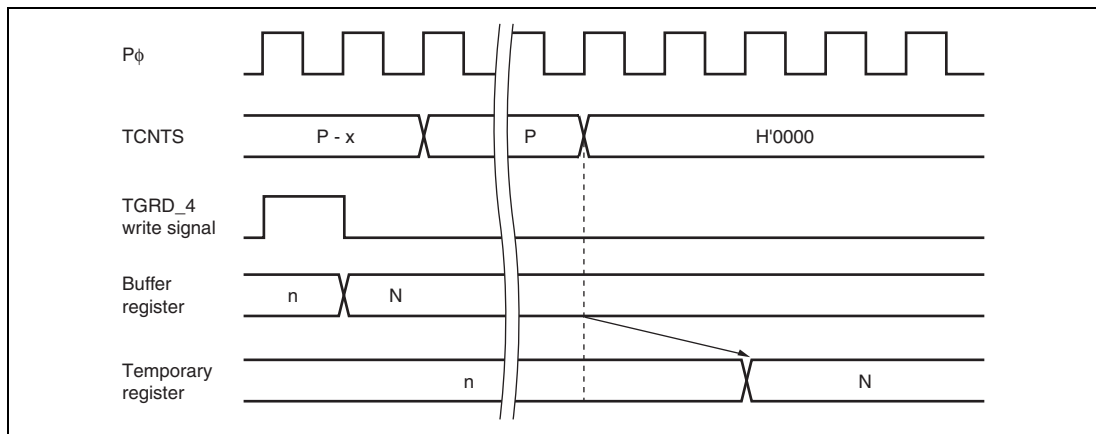 Pφ
TCNTS
P - x
P
H'0000
TGRD_4
write signal
Buffer
register
n
N
Temporary
register
n
N